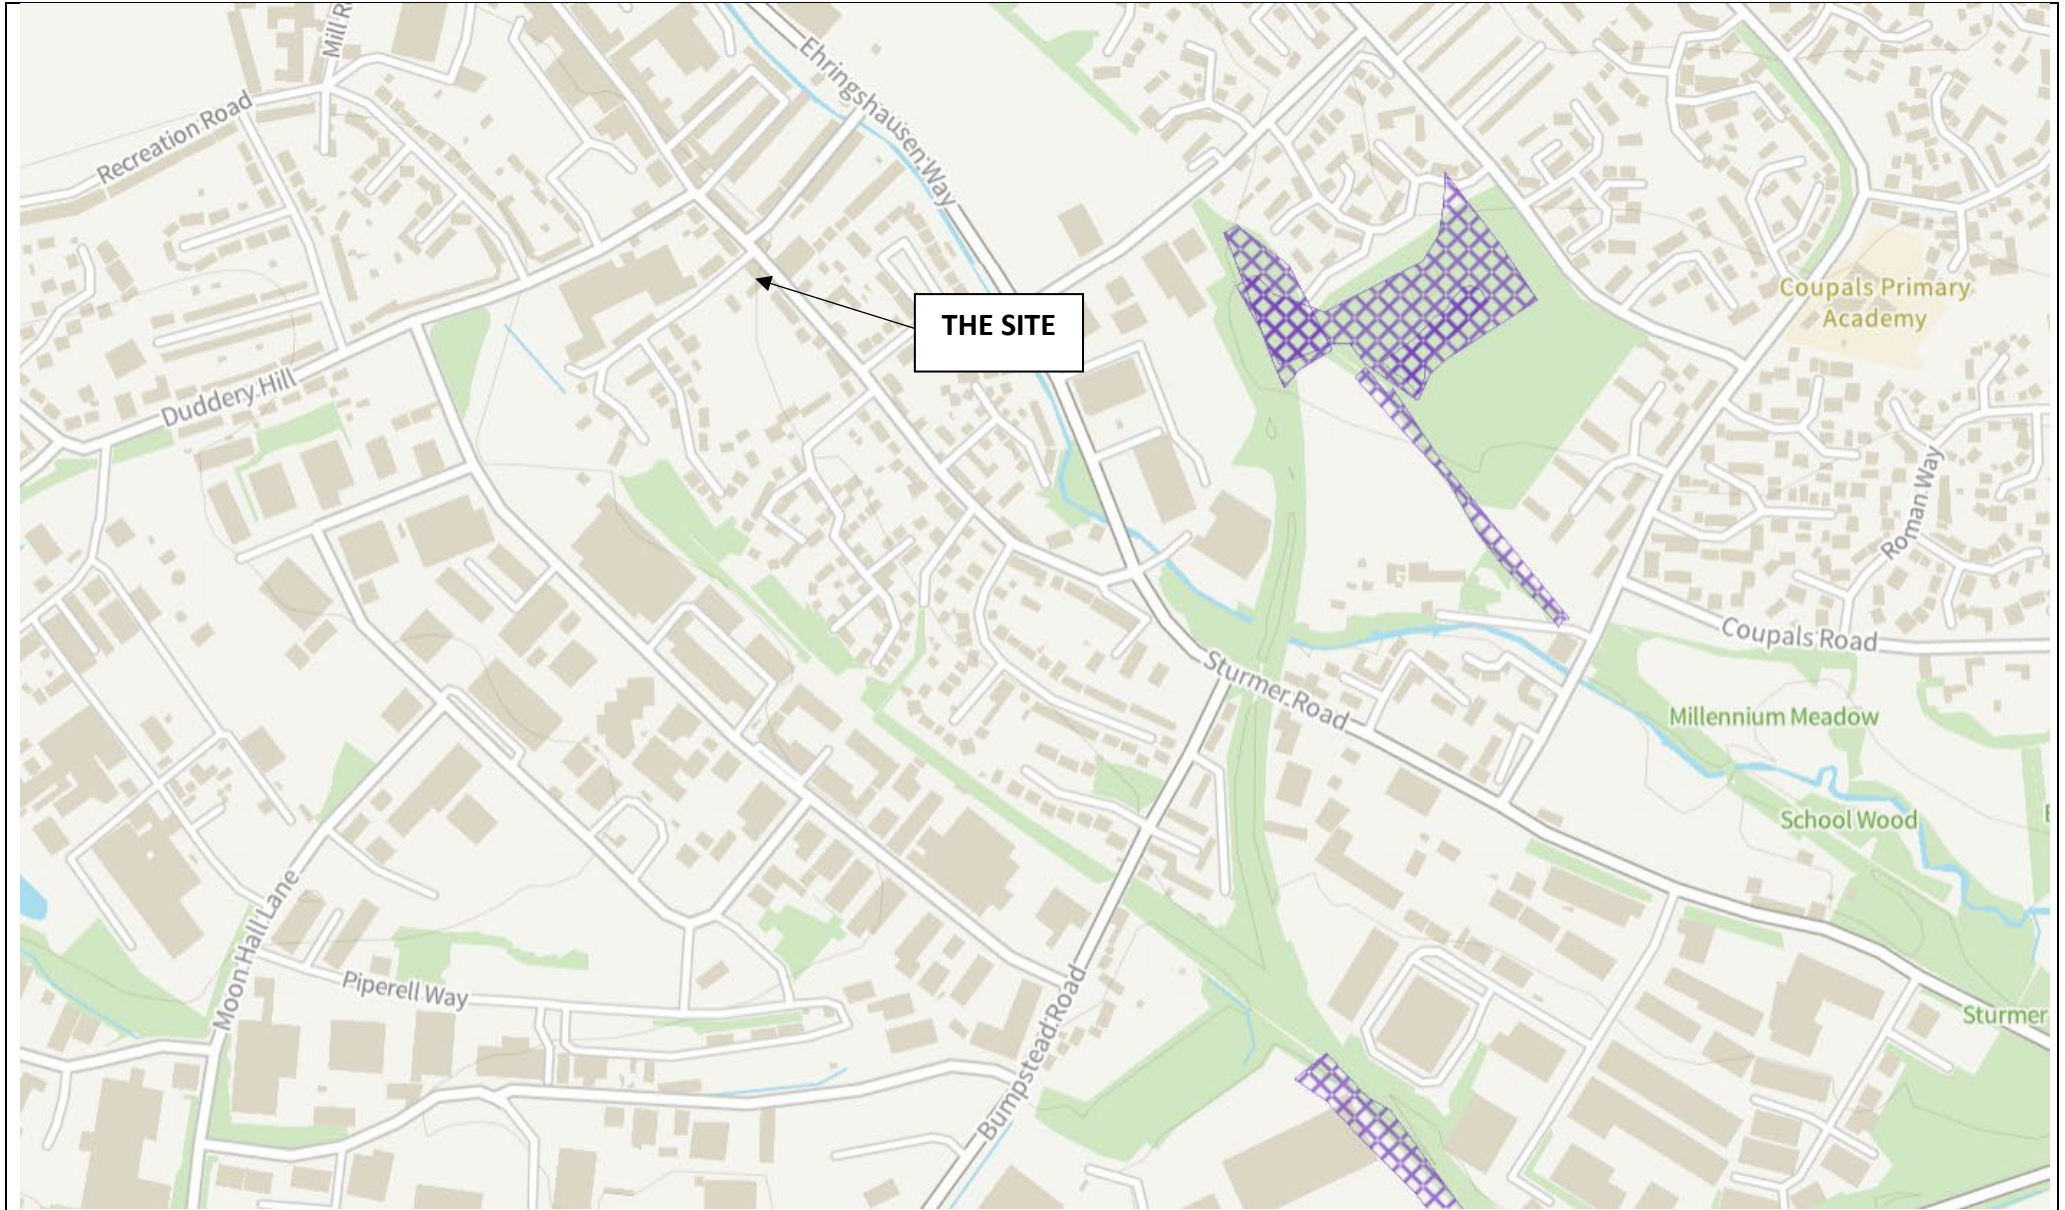 Mill R
Ehringshausen Way
Recreation Road
THE SITE
Coupals Primary
Academy
Duddery Hill
Roman Way
Coupals Road
Sturmer Road
Millennium Meadow
School Wood
Moon Hall Lane
Piperell Way
Bumpstead Road
Sturmer